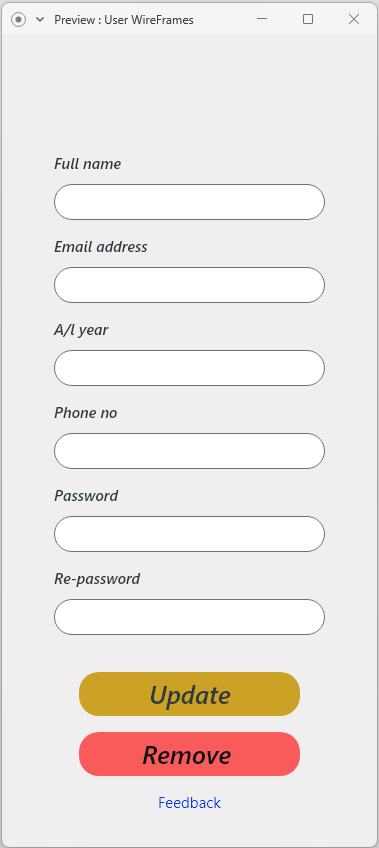 Preview : User WireFrames
Full name
Email address
A/l year
Phone no
Password
Re-password
Update
Remove
Feedback